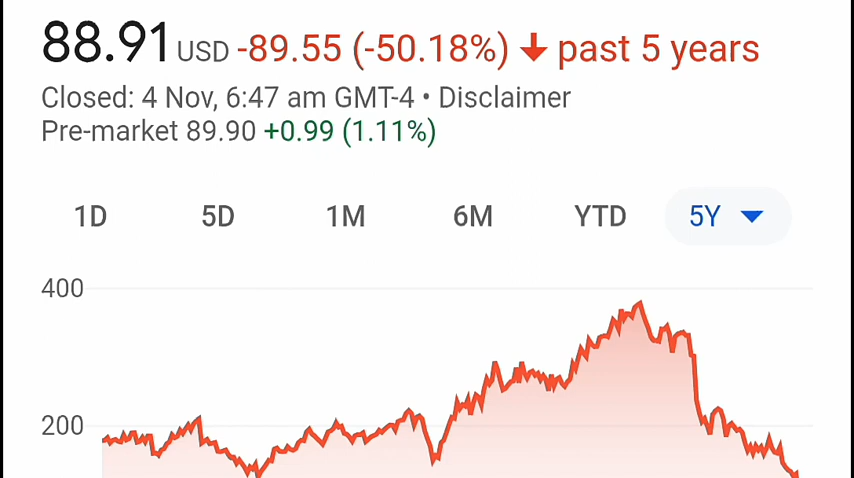 88.91 USD -89.55 (-50.18%) ↓ past 5 years
Closed: 4 Nov, 6:47 am GMT-4 • Disclaimer
Pre-market 89.90 +0.99 (1.11%)
1D 5D 1M 6M YTD 5Y
400
200